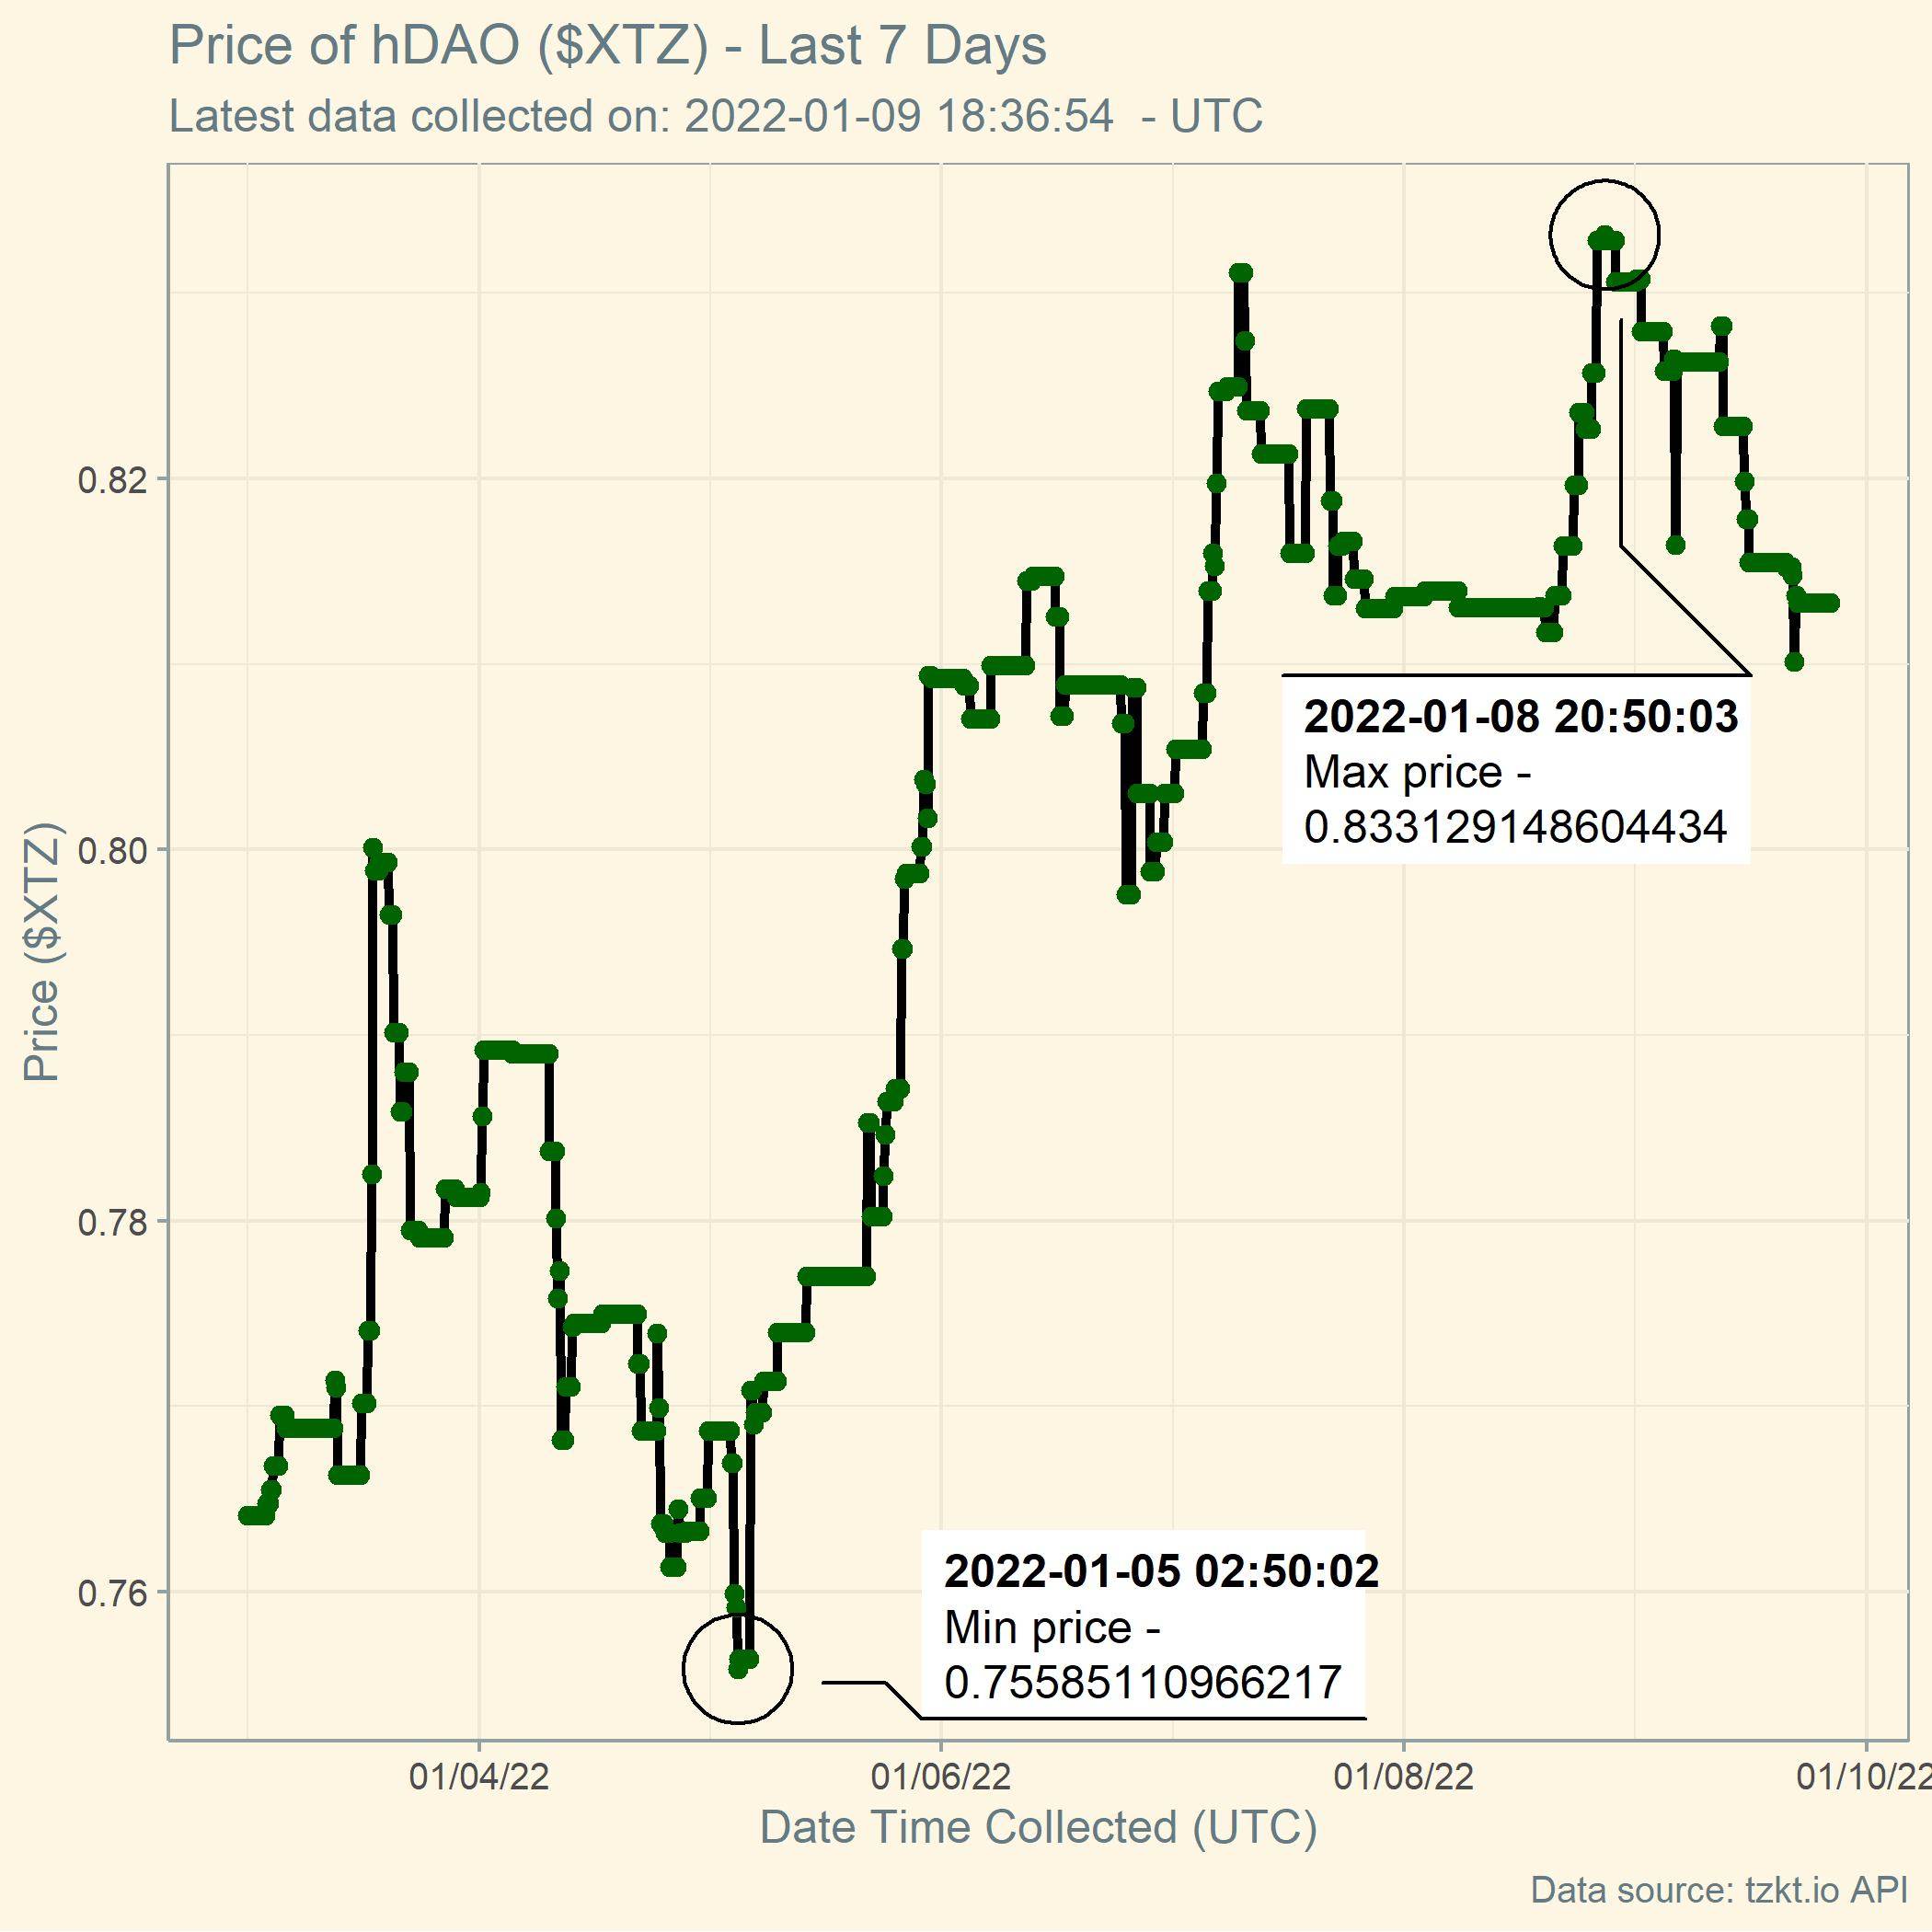 Price of hDAO ($XTZ) - Last 7 Days
Latest data collected on: 2022-01-09 18:36:54  - UTC
0.82
0.80
0.78
0.76
Price ($XTZ)
2022-01-08 20:50:03
Max price -
0.833129148604434
2022-01-05 02:50:02
Min price -
0.75585110966217
01/04/22
01/06/22
01/08/22
01/10/22
Date Time Collected (UTC)
Data source: tzkt.io API